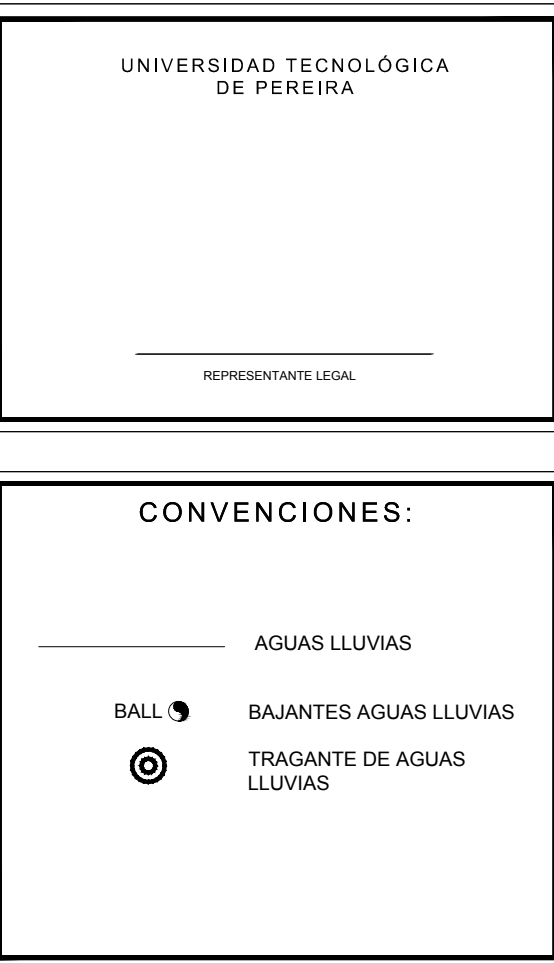 UNIVERSIDAD TECNOLÓGICA
DE PEREIRA
REPRESENTANTE LEGAL
CONVENCIONES:
AGUAS LLUVIAS
BALL BAJANTES AGUAS LLUVIAS
TRAGANTE DE AGUAS
LLUVIAS